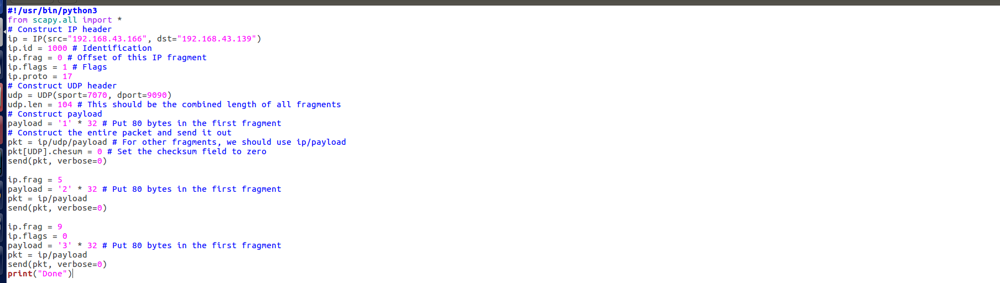 #!/usr/bin/python3
from scapy.all import *
# Construct IP header
ip = IP(src="192.168.43.166", dst="192.168.43.139")
ip.id = 1000 # Identification
ip.frag = 0 # Offset of this IP fragment
ip.flags = 1 # Flags
ip.proto = 17
# Construct UDP header
udp = UDP(sport=7070, dport=9090)
udp.len = 104 # This should be the combined length of all fragments
# Construct payload
payload = '1' * 32 # Put 80 bytes in the first fragment
# Construct the entire packet and send it out
pkt = ip/udp/payload # For other fragments, we should use ip/payload
pkt[UDP].chesum = 0 # Set the checksum field to zero
send(pkt, verbose=0)

ip.frag = 5
payload = '2' * 32 # Put 80 bytes in the first fragment
pkt = ip/payload
send(pkt, verbose=0)

ip.frag = 9
ip.flags = 0
payload = '3' * 32 # Put 80 bytes in the first fragment
pkt = ip/payload
send(pkt, verbose=0)
print("Done")